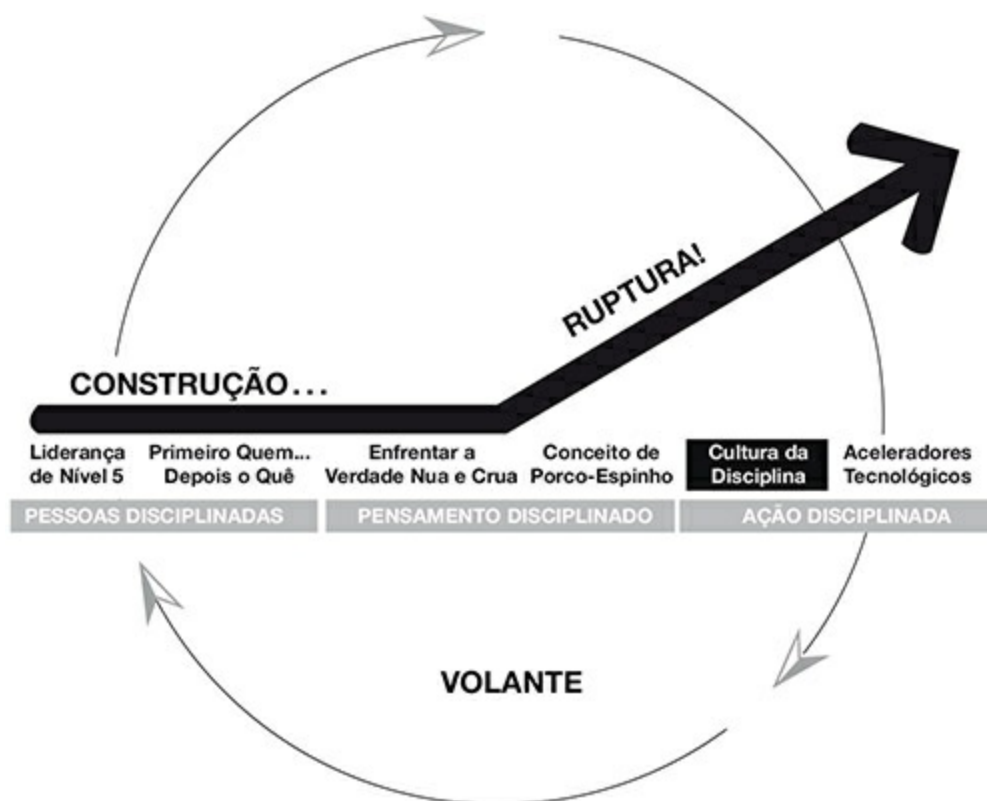 RUPTURA!
CONSTRUÇÃO...
Liderança
de Nível 5
Primeiro Quem...
Depois o Quê
Enfrentar a
Verdade Nua e Crua
Conceito de
Porco-Espinho
Cultura da
Disciplina
Aceleradores
Tecnológicos
PESSOAS DISCIPLINADAS
PENSAMENTO DISCIPLINADO
AÇÃO DISCIPLINADA
VOLANTE